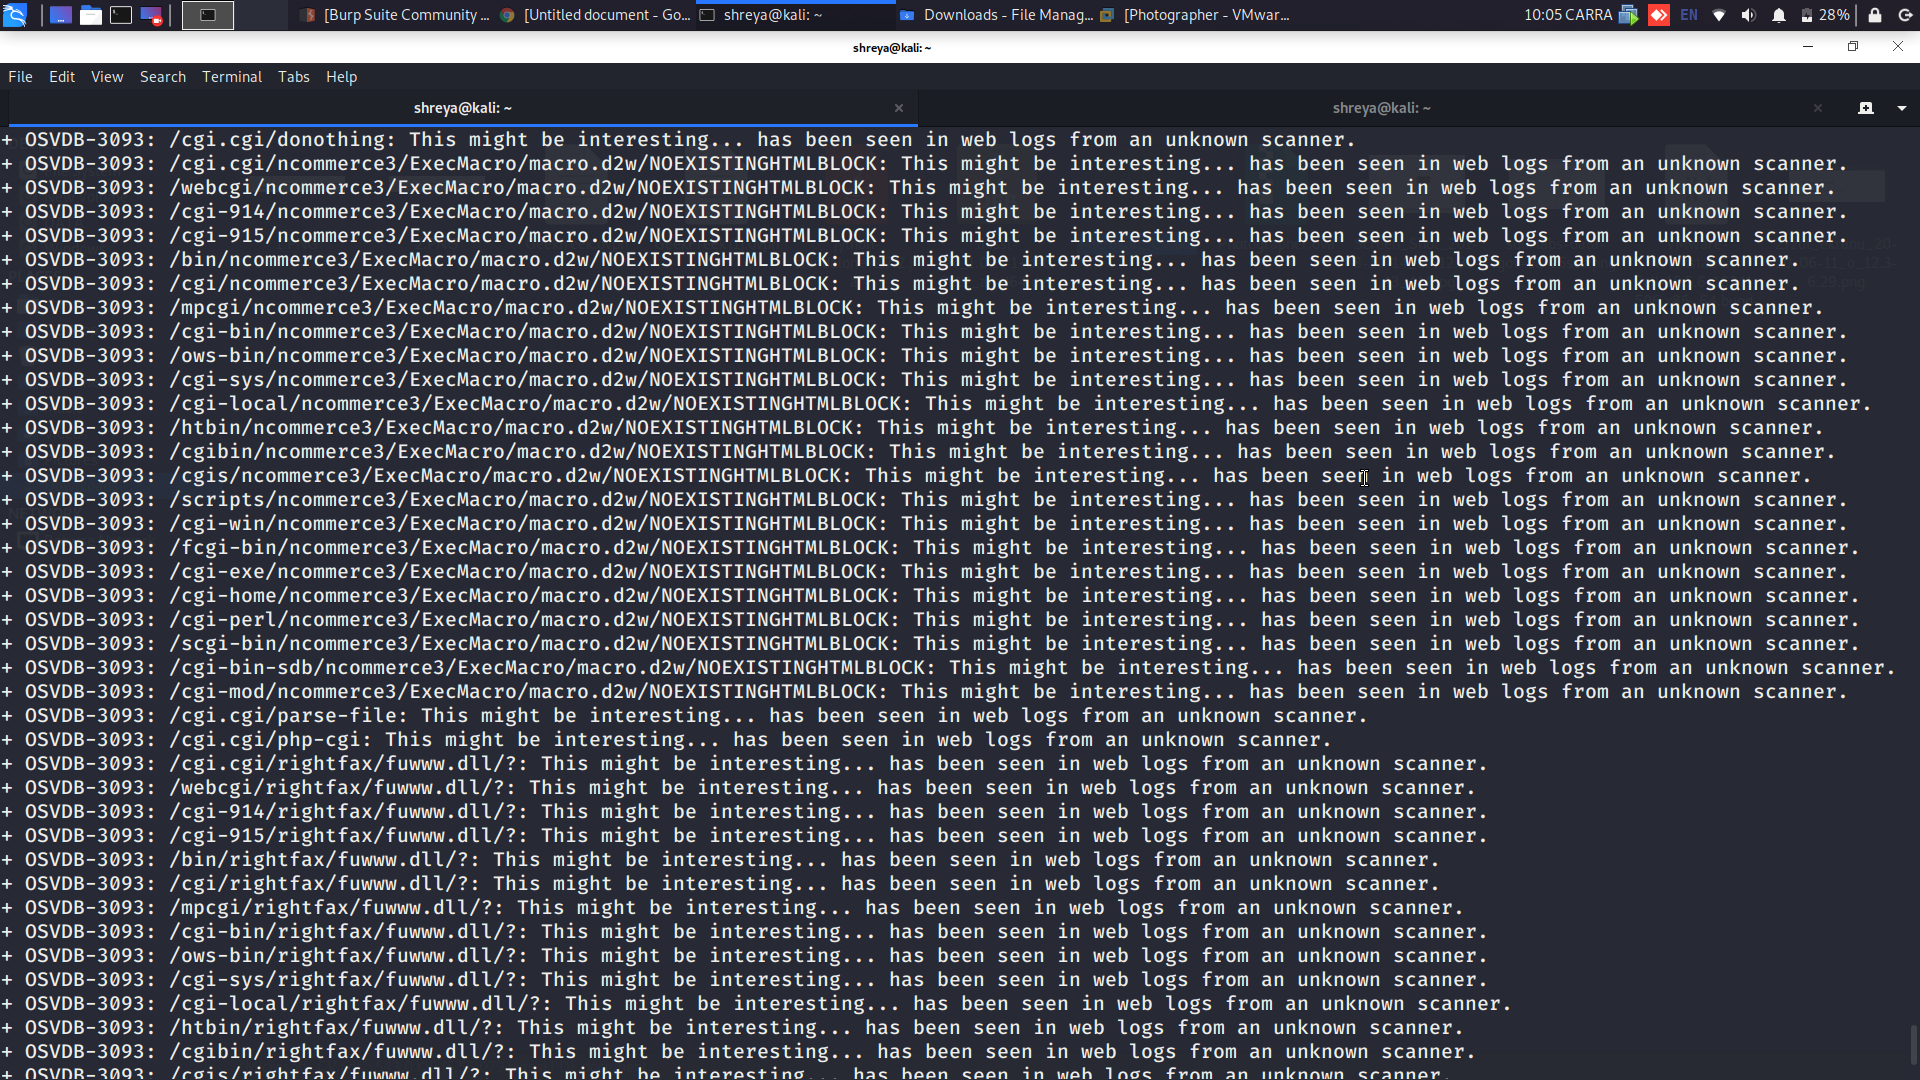 [Burp Suite Community ...
[Untitled document - Go...
shreya@kali: ~
Downloads - File Manag...
[Photographer - VMwar...
10:05 CARRA
EN
28%
shreya@kali: ~
File Edit View Search Terminal Tabs Help
shreya@kali: ~
shreya@kali: ~
+ OSVDB-3093: /cgi.cgi/donothing: This might be interesting... has been seen in web logs from an unknown scanner.
+ OSVDB-3093: /cgi.cgi/ncommerce3/ExecMacro/macro.d2w/NOEXISTINGHTMLBLOCK: This might be interesting... has been seen in web logs from an unknown scanner.
+ OSVDB-3093: /webcgi/ncommerce3/ExecMacro/macro.d2w/NOEXISTINGHTMLBLOCK: This might be interesting... has been seen in web logs from an unknown scanner.
+ OSVDB-3093: /cgi-914/ncommerce3/ExecMacro/macro.d2w/NOEXISTINGHTMLBLOCK: This might be interesting... has been seen in web logs from an unknown scanner.
+ OSVDB-3093: /cgi-915/ncommerce3/ExecMacro/macro.d2w/NOEXISTINGHTMLBLOCK: This might be interesting... has been seen in web logs from an unknown scanner.
+ OSVDB-3093: /bin/ncommerce3/ExecMacro/macro.d2w/NOEXISTINGHTMLBLOCK: This might be interesting... has been seen in web logs from an unknown scanner.
+ OSVDB-3093: /cgi/ncommerce3/ExecMacro/macro.d2w/NOEXISTINGHTMLBLOCK: This might be interesting... has been seen in web logs from an unknown scanner.
+ OSVDB-3093: /mpcgi/ncommerce3/ExecMacro/macro.d2w/NOEXISTINGHTMLBLOCK: This might be interesting... has been seen in web logs from an unknown scanner.
+ OSVDB-3093: /cgi-bin/ncommerce3/ExecMacro/macro.d2w/NOEXISTINGHTMLBLOCK: This might be interesting... has been seen in web logs from an unknown scanner.
+ OSVDB-3093: /ows-bin/ncommerce3/ExecMacro/macro.d2w/NOEXISTINGHTMLBLOCK: This might be interesting... has been seen in web logs from an unknown scanner.
+ OSVDB-3093: /cgi-sys/ncommerce3/ExecMacro/macro.d2w/NOEXISTINGHTMLBLOCK: This might be interesting... has been seen in web logs from an unknown scanner.
+ OSVDB-3093: /cgi-local/ncommerce3/ExecMacro/macro.d2w/NOEXISTINGHTMLBLOCK: This might be interesting... has been seen in web logs from an unknown scanner.
+ OSVDB-3093: /htbin/ncommerce3/ExecMacro/macro.d2w/NOEXISTINGHTMLBLOCK: This might be interesting... has been seen in web logs from an unknown scanner.
+ OSVDB-3093: /cgibin/ncommerce3/ExecMacro/macro.d2w/NOEXISTINGHTMLBLOCK: This might be interesting... has been seen in web logs from an unknown scanner.
+ OSVDB-3093: /cgis/ncommerce3/ExecMacro/macro.d2w/NOEXISTINGHTMLBLOCK: This might be interesting... has been seen in web logs from an unknown scanner.
+ OSVDB-3093: /scripts/ncommerce3/ExecMacro/macro.d2w/NOEXISTINGHTMLBLOCK: This might be interesting... has been seen in web logs from an unknown scanner.
+ OSVDB-3093: /cgi-win/ncommerce3/ExecMacro/macro.d2w/NOEXISTINGHTMLBLOCK: This might be interesting... has been seen in web logs from an unknown scanner.
+ OSVDB-3093: /fcgi-bin/ncommerce3/ExecMacro/macro.d2w/NOEXISTINGHTMLBLOCK: This might be interesting... has been seen in web logs from an unknown scanner.
+ OSVDB-3093: /cgi-exe/ncommerce3/ExecMacro/macro.d2w/NOEXISTINGHTMLBLOCK: This might be interesting... has been seen in web logs from an unknown scanner.
+ OSVDB-3093: /cgi-home/ncommerce3/ExecMacro/macro.d2w/NOEXISTINGHTMLBLOCK: This might be interesting... has been seen in web logs from an unknown scanner.
+ OSVDB-3093: /cgi-perl/ncommerce3/ExecMacro/macro.d2w/NOEXISTINGHTMLBLOCK: This might be interesting... has been seen in web logs from an unknown scanner.
+ OSVDB-3093: /scgi-bin/ncommerce3/ExecMacro/macro.d2w/NOEXISTINGHTMLBLOCK: This might be interesting... has been seen in web logs from an unknown scanner.
+ OSVDB-3093: /cgi-bin-sdb/ncommerce3/ExecMacro/macro.d2w/NOEXISTINGHTMLBLOCK: This might be interesting... has been seen in web logs from an unknown scanner.
+ OSVDB-3093: /cgi-mod/ncommerce3/ExecMacro/macro.d2w/NOEXISTINGHTMLBLOCK: This might be interesting... has been seen in web logs from an unknown scanner.
+ OSVDB-3093: /cgi.cgi/parse-file: This might be interesting... has been seen in web logs from an unknown scanner.
+ OSVDB-3093: /cgi.cgi/php-cgi: This might be interesting... has been seen in web logs from an unknown scanner.
+ OSVDB-3093: /cgi.cgi/rightfax/fuwww.dll/?: This might be interesting... has been seen in web logs from an unknown scanner.
+ OSVDB-3093: /webcgi/rightfax/fuwww.dll/?: This might be interesting... has been seen in web logs from an unknown scanner.
+ OSVDB-3093: /cgi-914/rightfax/fuwww.dll/?: This might be interesting... has been seen in web logs from an unknown scanner.
+ OSVDB-3093: /cgi-915/rightfax/fuwww.dll/?: This might be interesting... has been seen in web logs from an unknown scanner.
+ OSVDB-3093: /bin/rightfax/fuwww.dll/?: This might be interesting... has been seen in web logs from an unknown scanner.
+ OSVDB-3093: /cgi/rightfax/fuwww.dll/?: This might be interesting... has been seen in web logs from an unknown scanner.
+ OSVDB-3093: /mpcgi/rightfax/fuwww.dll/?: This might be interesting... has been seen in web logs from an unknown scanner.
+ OSVDB-3093: /cgi-bin/rightfax/fuwww.dll/?: This might be interesting... has been seen in web logs from an unknown scanner.
+ OSVDB-3093: /ows-bin/rightfax/fuwww.dll/?: This might be interesting... has been seen in web logs from an unknown scanner.
+ OSVDB-3093: /cgi-sys/rightfax/fuwww.dll/?: This might be interesting... has been seen in web logs from an unknown scanner.
+ OSVDB-3093: /cgi-local/rightfax/fuwww.dll/?: This might be interesting... has been seen in web logs from an unknown scanner.
+ OSVDB-3093: /htbin/rightfax/fuwww.dll/?: This might be interesting... has been seen in web logs from an unknown scanner.
+ OSVDB-3093: /cgibin/rightfax/fuwww.dll/?: This might be interesting... has been seen in web logs from an unknown scanner.
+ OSVDB-3093: /cgis/rightfax/fuwww.dll/?: This might be interesting... has been seen in web logs from an unknown scanner.